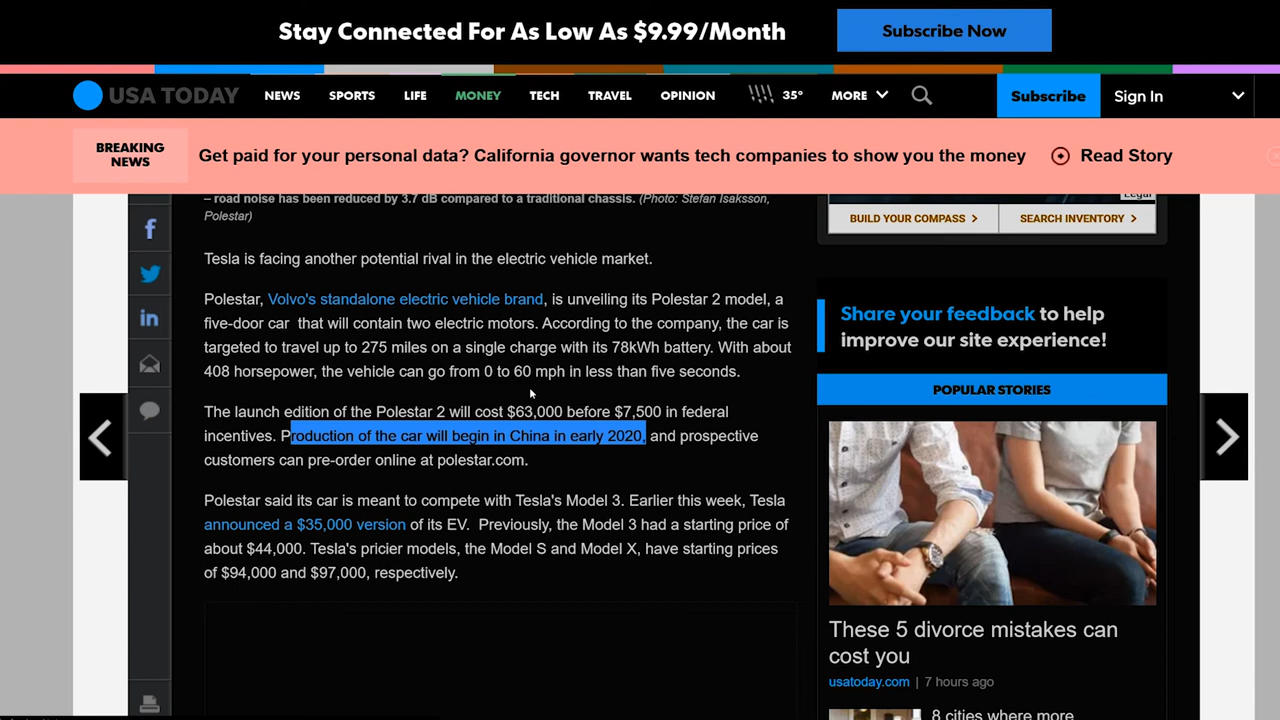 Stay Connected For As Low As $9.99/Month
Subscribe Now
USA TODAY
NEWS
SPORTS
LIFE
MONEY
TECH
TRAVEL
OPINION
35°
MORE
Subscribe
Sign In
BREAKING
NEWS
Get paid for your personal data? California governor wants tech companies to show you the money
Read Story
– road noise has been reduced by 3.7 dB compared to a traditional chassis. (Photo: Stefan Isaksson,
Polestar)
Legal
BUILD YOUR COMPASS >
SEARCH INVENTORY >
Tesla is facing another potential rival in the electric vehicle market.
Polestar, Volvo's standalone electric vehicle brand, is unveiling its Polestar 2 model, a
five-door car that will contain two electric motors. According to the company, the car is
targeted to travel up to 275 miles on a single charge with its 78kWh battery. With about
408 horsepower, the vehicle can go from 0 to 60 mph in less than five seconds.
The launch edition of the Polestar 2 will cost $63,000 before $7,500 in federal
incentives. Production of the car will begin in China in early 2020, and prospective
customers can pre-order online at polestar.com.
Polestar said its car is meant to compete with Tesla's Model 3. Earlier this week, Tesla
announced a $35,000 version of its EV. Previously, the Model 3 had a starting price of
about $44,000. Tesla's pricier models, the Model S and Model X, have starting prices
of $94,000 and $97,000, respectively.
Share your feedback to help
improve our site experience!
POPULAR STORIES
These 5 divorce mistakes can
cost you
usatoday.com | 7 hours ago
8 cities where more